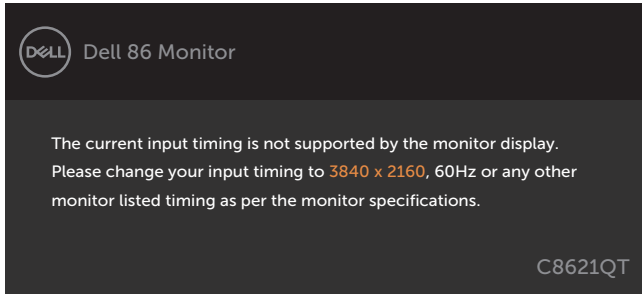 DELL Dell 86 Monitor
The current input timing is not supported by the monitor display.
Please change your input timing to 3840 x 2160, 60Hz or any other
monitor listed timing as per the monitor specifications.
C8621QT